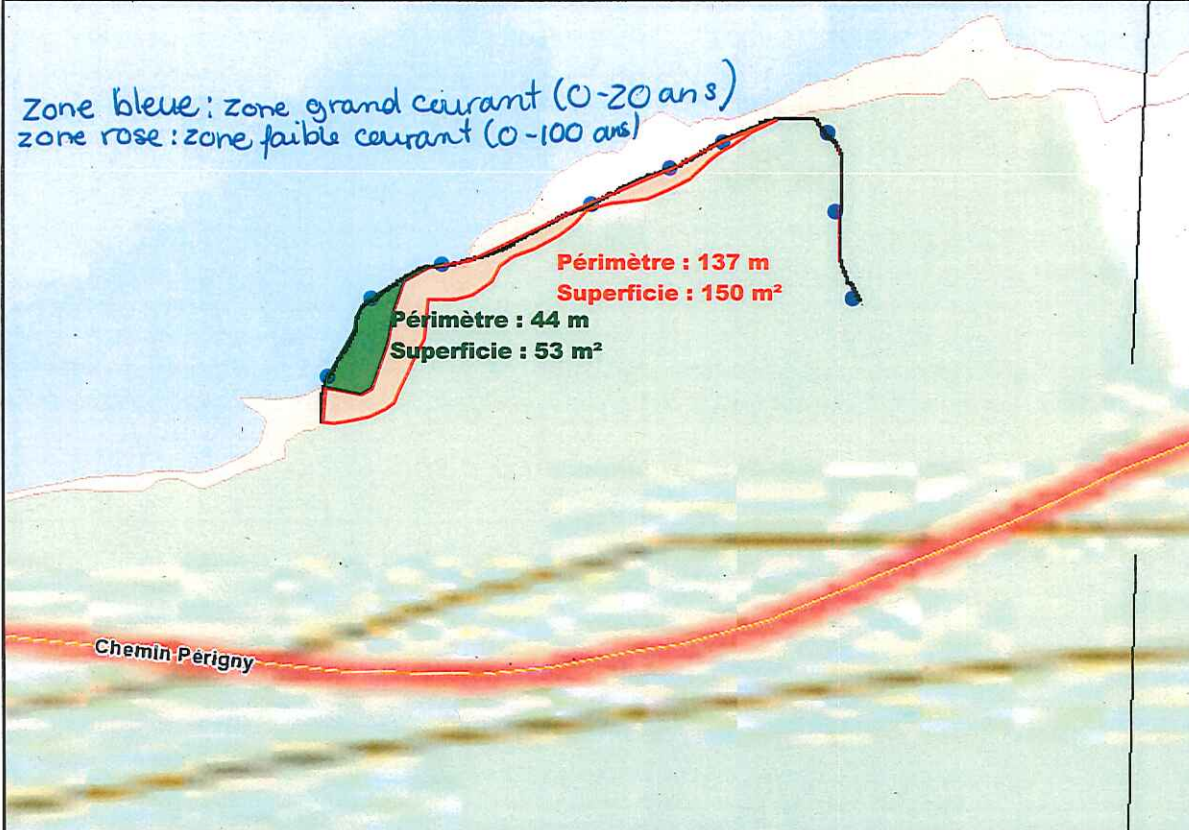 zone bleue : zone grand courant (0-20 ans)
zone rose : zone faible courant (0-100 ans)
Périmètre : 137 m
Superficie : 150 m²
Périmètre : 44 m
Superficie : 53 m²
Chemin Périgny